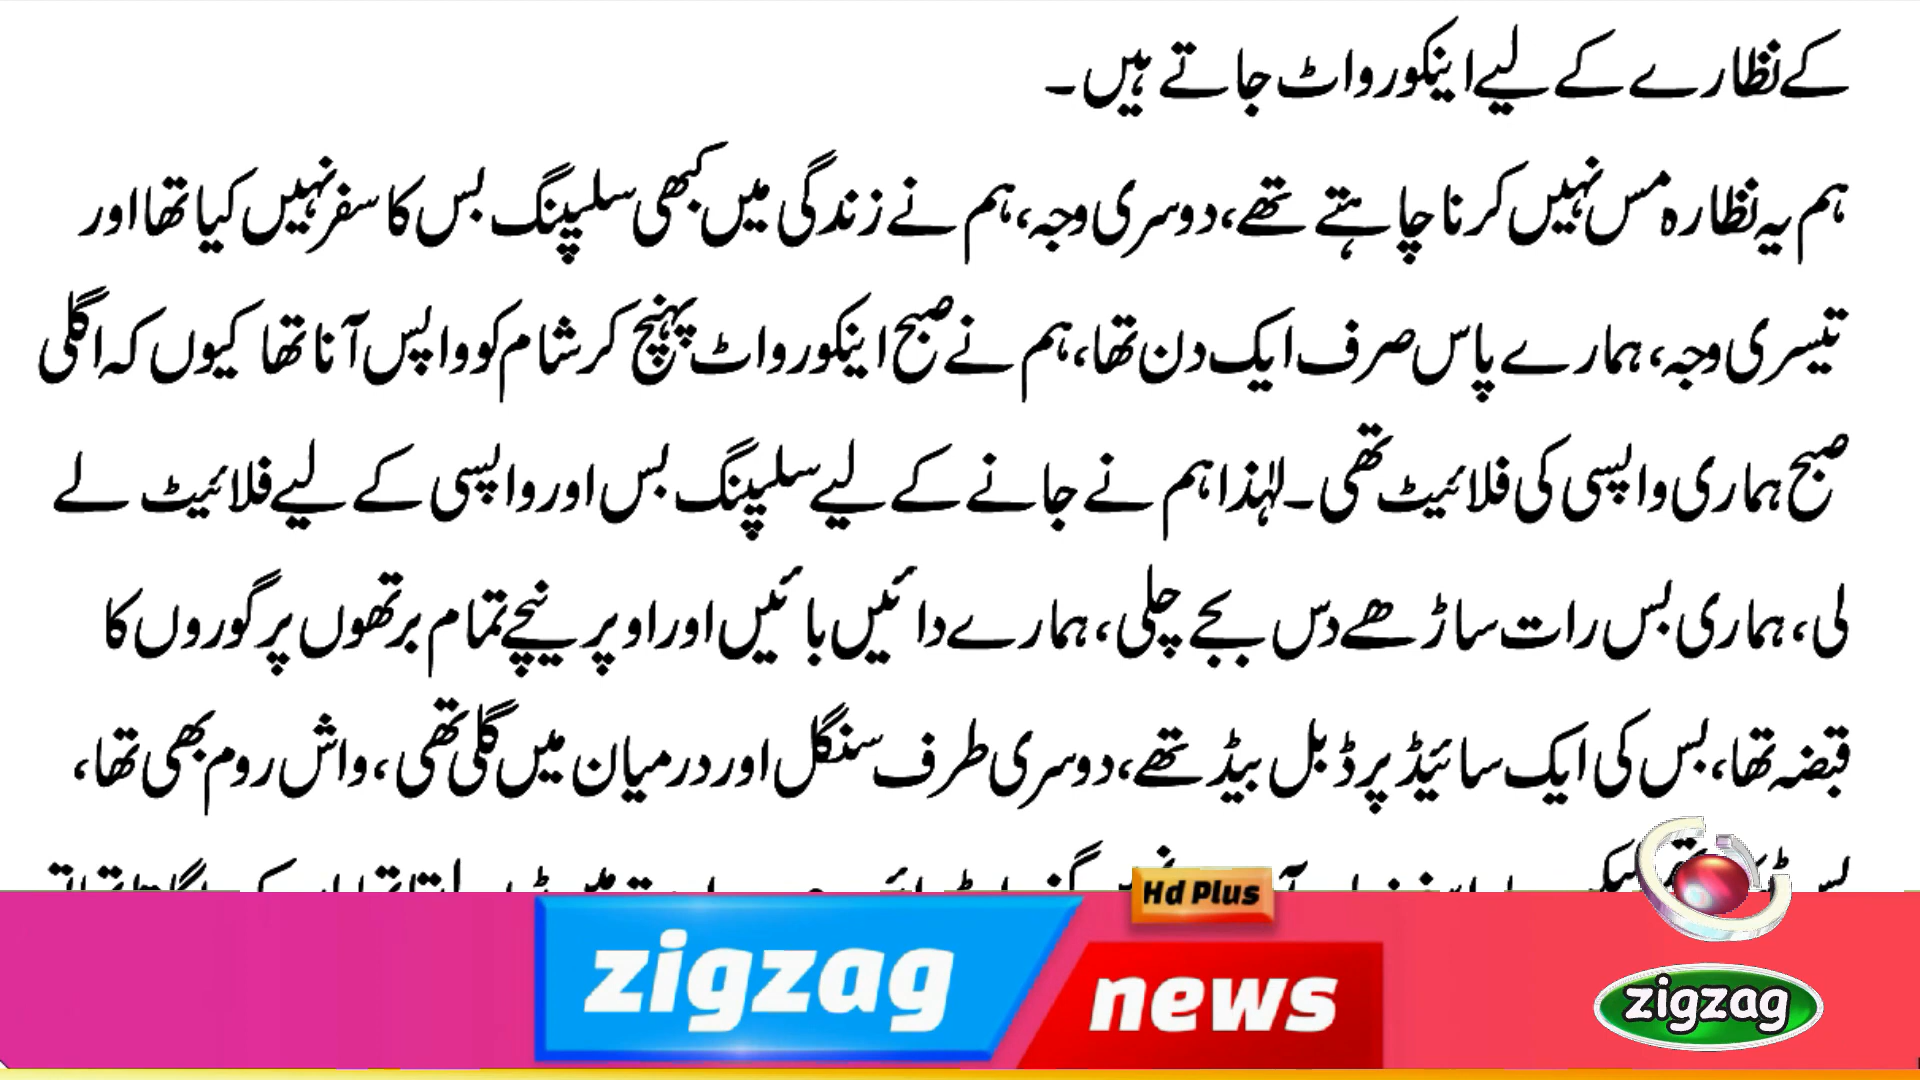 کے نظارے کے لیے اینکور واٹ جاتے ہیں۔
ہم یہ نظارہ مس نہیں کرنا چاہتے تھے، دوسری وجہ، ہم نے زندگی میں کبھی سلیپنگ بس کا سفر نہیں کیا تھا اور
تیسری وجہ، ہمارے پاس صرف ایک دن تھا، ہم نے صبح اینکور واٹ پہنچ کر شام کو واپس آنا تھا کیوں کہ اگلی
صبح ہماری واپسی کی فلائیٹ تھی۔ لہٰذا ہم نے جانے کے لیے سلیپنگ بس اور واپسی کے لیے فلائیٹ لے
لی، ہماری بس رات ساڑھے دس بجے چلی، ہمارے دائیں بائیں اور اوپر نیچے تمام برتھوں پر گوروں کا
قبضہ تھا، بس کی ایک سائیڈ پر ڈبل بیڈ تھے، دوسری طرف سنگل اور درمیان میں گلی تھی، واش روم بھی تھا،
Hd Plus
zigzag
news
zigzag